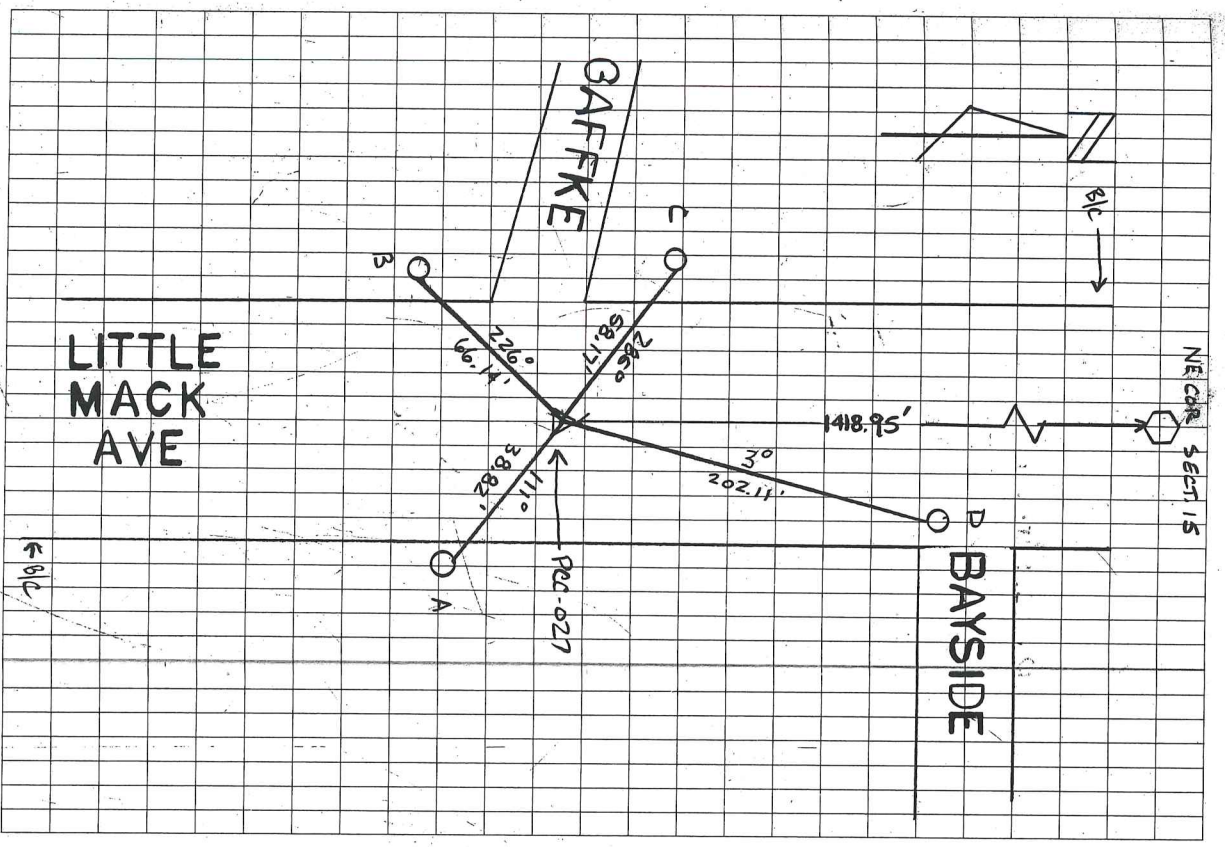 GAFFKE
B/C
C
B
226°
66.14'
286°
68.17'
LITTLE
MACK
AVE
1418.95'
NE COR SECT. 15
3°
202.11'
D
111°
38.82'
PCC-027
A
BAYSIDE
B/C